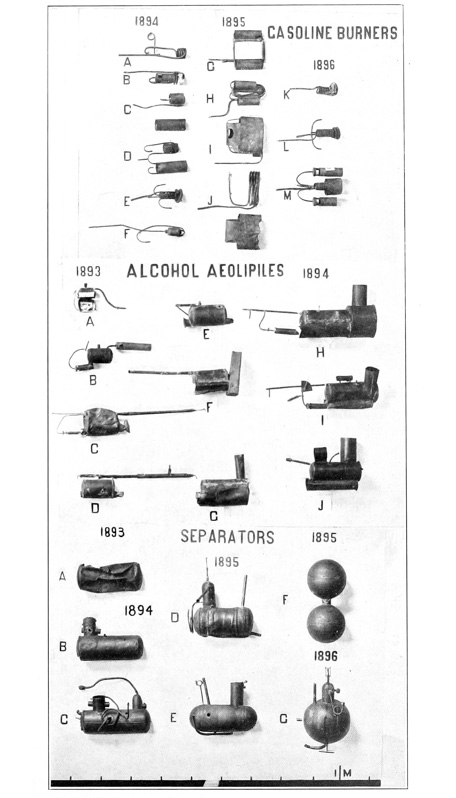 GASOLINE BURNERS
1894
A
B
C
D
E
F
1895
G
H
I
J
1896
K
L
M
ALCOHOL AEOLIPILES
1893
A
B
C
D
E
F
G
1894
H
I
J
SEPARATORS
1893
A
1894
B
C
1895
D
E
1895
F
1896
G
1 M